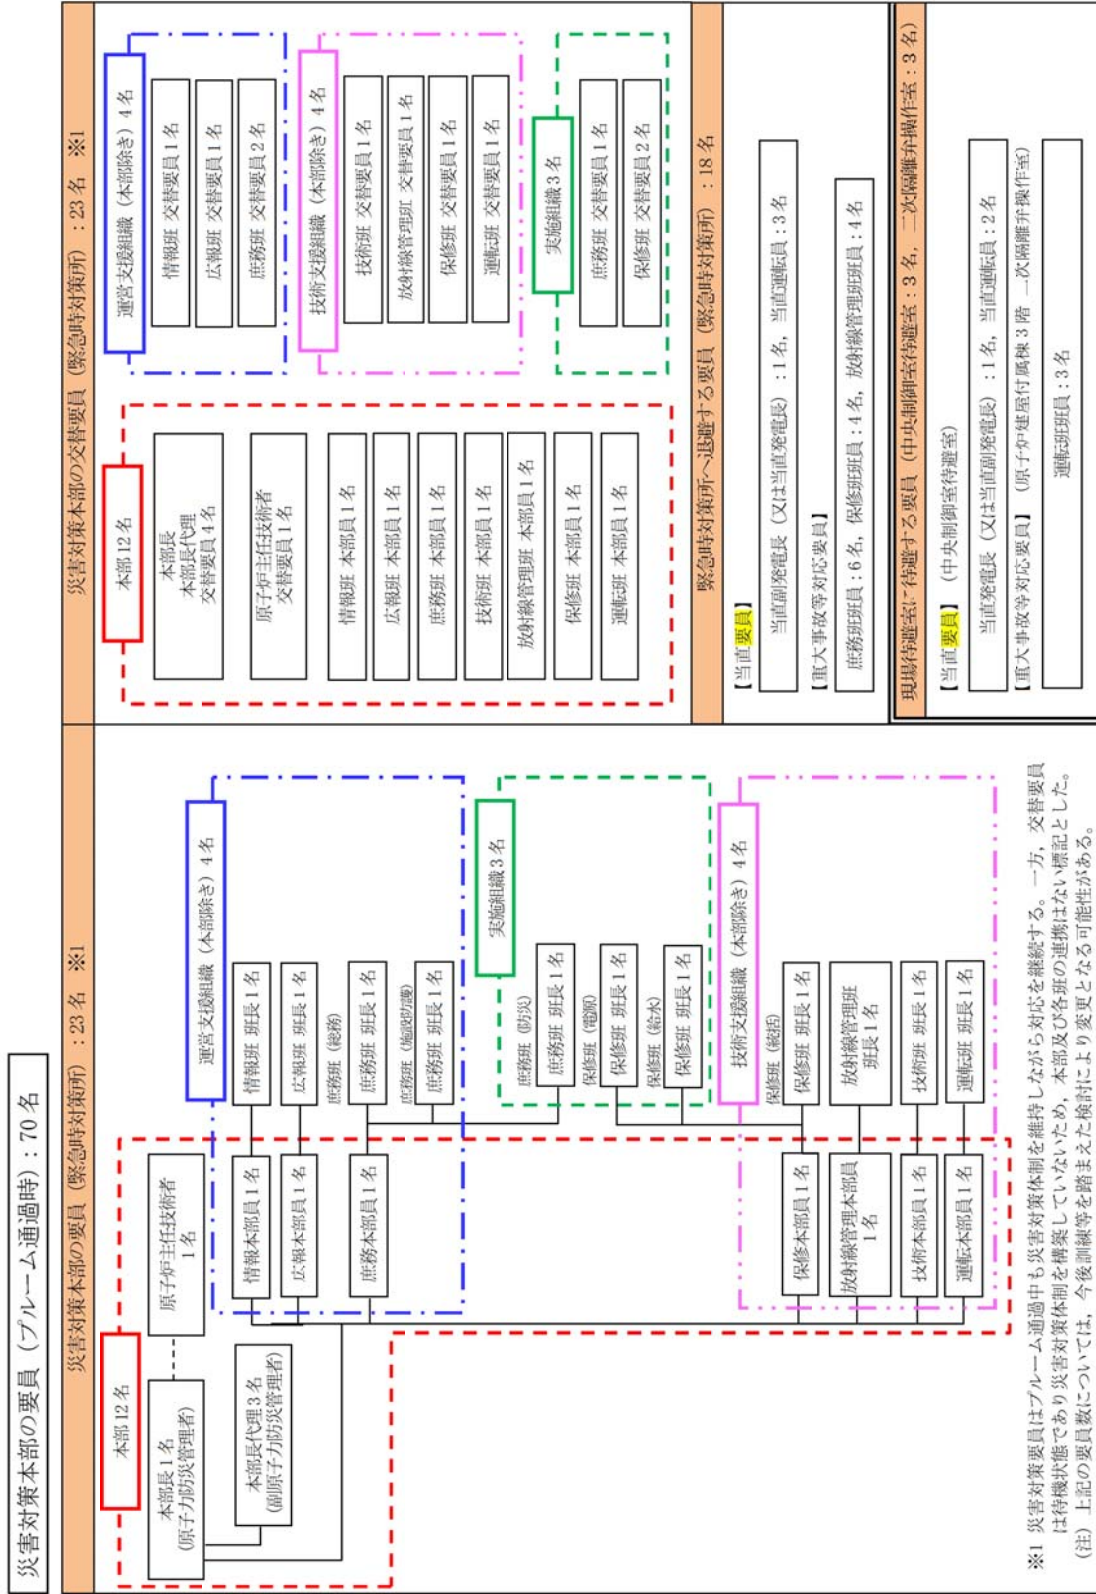 災害対策本部の要員（プルーム通過時）：70名
災害対策本部の要員（緊急時対策所）：23名　※1
本部12名
本部長1名
（原子力防災管理者）
原子炉主任技術者
1名
本部長代理3名
（副原子力防災管理者）
運営支援組織（本部除き）4名
情報本部員1名
情報班 班長1名
広報本部員1名
広報班 班長1名
庶務班（総務）
庶務本部員1名
庶務班 班長1名
庶務班（施設防護）
庶務班 班長1名
実施組織3名
庶務班（防災）
庶務班 班長1名
保修班（電源）
保修班 班長1名
保修班（給水）
保修班 班長1名
技術支援組織（本部除き）4名
保修班（統括）
保修本部員1名
保修班 班長1名
放射線管理本部員
1名
放射線管理班
班長1名
技術本部員1名
技術班 班長1名
運転本部員1名
運転班 班長1名
災害対策本部の交替要員（緊急時対策所）：23名　※1
本部12名
本部長
本部長代理
交替要員4名
原子炉主任技術者
交替要員1名
情報班 本部員1名
広報班 本部員1名
庶務班 本部員1名
技術班 本部員1名
放射線管理班 本部員1名
保修班 本部員1名
運転班 本部員1名
運営支援組織（本部除き）4名
情報班 交替要員1名
広報班 交替要員1名
庶務班 交替要員2名
技術支援組織（本部除き）4名
技術班 交替要員1名
放射線管理班 交替要員1名
保修班 交替要員1名
運転班 交替要員1名
実施組織3名
庶務班 交替要員1名
保修班 交替要員2名
緊急時対策所へ退避する要員（緊急時対策所）：18名
【当直要員】
当直副発電長（又は当直発電長）：1名，当直運転員：3名
【重大事故等対応要員】
庶務班班員：6名，保修班班員：4名，放射線管理班班員：4名
現場待避室に待避する要員（中央制御室待避室：3名，二次隔離弁操作室：3名）
【当直要員】（中央制御室待避室）
当直発電長（又は当直副発電長）：1名，当直運転員：2名
【重大事故等対応要員】（原子炉建屋付属棟3階 二次隔離弁操作室）
運転班班員：3名
※1 災害対策要員はプルーム通過中も災害対策体制を維持しながら対応を継続する。一方，交替要員
は待機状態であり災害対策体制を構築していないため，本部及び各班の連携はない標記とした。
（注）上記の要員数については，今後訓練等を踏まえた検討により変更となる可能性がある。